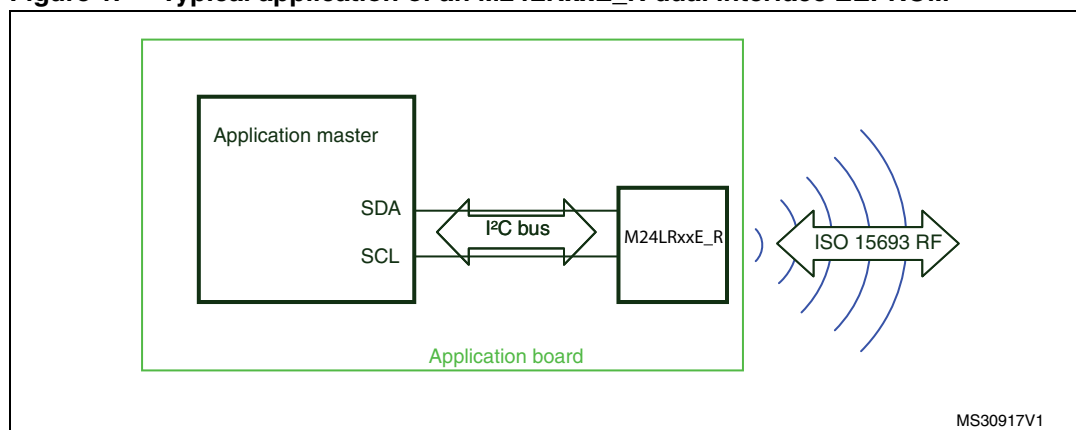 Application master
SDA
I²C bus
SCL
M24LRxxE_R
ISO 15693 RF
Application board
MS30917V1